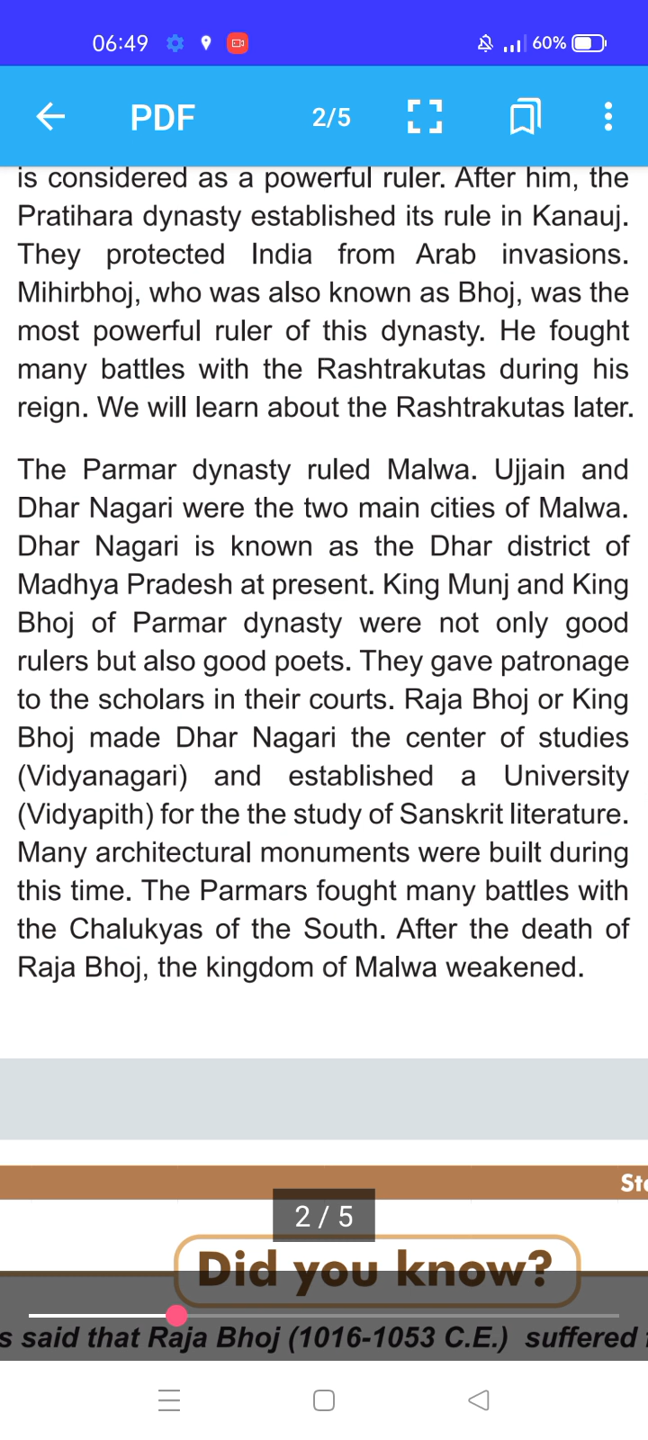 06:49
60%
PDF
2/5
is considered as a powerful ruler. After him, the
Pratihara dynasty established its rule in Kanauj.
They protected India from Arab invasions.
Mihirbhoj, who was also known as Bhoj, was the
most powerful ruler of this dynasty. He fought
many battles with the Rashtrakutas during his
reign. We will learn about the Rashtrakutas later.
The Parmar dynasty ruled Malwa. Ujjain and
Dhar Nagari were the two main cities of Malwa.
Dhar Nagari is known as the Dhar district of
Madhya Pradesh at present. King Munj and King
Bhoj of Parmar dynasty were not only good
rulers but also good poets. They gave patronage
to the scholars in their courts. Raja Bhoj or King
Bhoj made Dhar Nagari the center of studies
(Vidyanagari) and established a University
(Vidyapith) for the the study of Sanskrit literature.
Many architectural monuments were built during
this time. The Parmars fought many battles with
the Chalukyas of the South. After the death of
Raja Bhoj, the kingdom of Malwa weakened.
2 / 5
Did you know?
s said that Raja Bhoj (1016-1053 C.E.) suffered